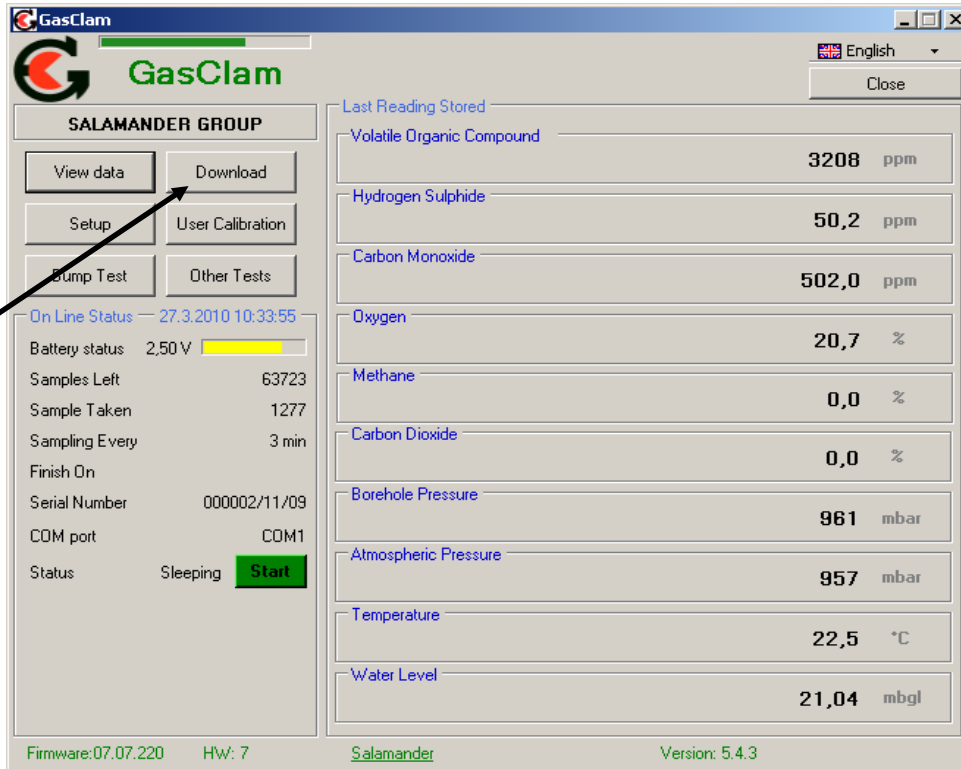 GasClam
GasClam
English
Close
SALAMANDER GROUP
View data
Download
Setup
User Calibration
Bump Test
Other Tests
On Line Status 27.3.2010 10:33:55
Battery status 2,50 V
Samples Left 63723
Sample Taken 1277
Sampling Every 3 min
Finish On
Serial Number 000002/11/09
COM port COM1
Status Sleeping Start
Last Reading Stored
Volatile Organic Compound
3208 ppm
Hydrogen Sulphide
50,2 ppm
Carbon Monoxide
502,0 ppm
Oxygen
20,7 %
Methane
0,0 %
Carbon Dioxide
0,0 %
Borehole Pressure
961 mbar
Atmospheric Pressure
957 mbar
Temperature
22,5 °C
Water Level
21,04 mbgl
Firmware:07.07.220 HW: 7 Salamander Version: 5.4.3